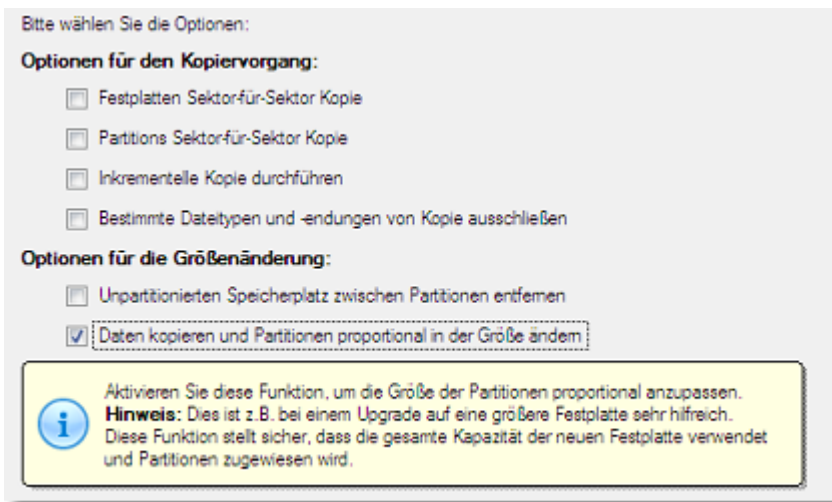 Bitte wählen Sie die Optionen:
Optionen für den Kopiervorgang:
Festplatten Sektor-für-Sektor Kopie
Partitions Sektor-für-Sektor Kopie
Inkrementelle Kopie durchführen
Bestimmte Dateitypen und -endungen von Kopie ausschließen
Optionen für die Größenänderung:
Unpartitionierten Speicherplatz zwischen Partitionen entfernen
Daten kopieren und Partitionen proportional in der Größe ändern
Aktivieren Sie diese Funktion, um die Größe der Partitionen proportional anzupassen.
Hinweis: Dies ist z.B. bei einem Upgrade auf eine größere Festplatte sehr hilfreich.
Diese Funktion stellt sicher, dass die gesamte Kapazität der neuen Festplatte verwendet
und Partitionen zugewiesen wird.